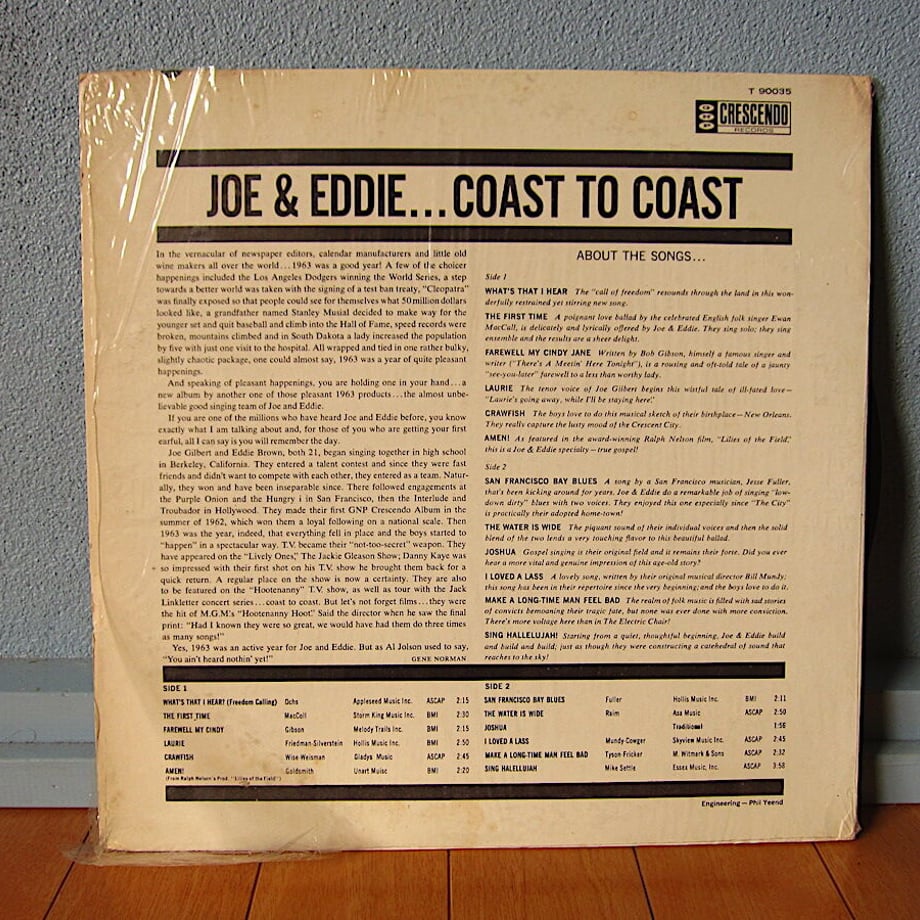 T 90035
GNP
CRESCENDO
RECORDS
JOE & EDDIE...COAST TO COAST
In the vernacular of newspaper editors, calendar manufacturers and little old
wine makers all over the world...1963 was a good year! A few of the choicer
happenings included the Los Angeles Dodgers winning the World Series, a step
towards a better world was taken with the signing of a test ban treaty, "Cleopatra"
was finally exposed so that people could see for themselves what 50 million dollars
looked like, a grandfather named Stanley Musial decided to make way for the
younger set and quit baseball and climb into the Hall of Fame, speed records were
broken, mountains climbed and in South Dakota a lady increased the population
by five with just one visit to the hospital. All wrapped and tied in one rather bulky,
slightly chaotic package, one could almost say, 1963 was a year of quite pleasant
happenings.
And speaking of pleasant happenings, you are holding one in your hand...a
new album by another one of those pleasant 1963 products...the almost unbe-
lievable good singing team of Joe and Eddie.
If you are one of the millions who have heard Joe and Eddie before, you know
exactly what I am talking about and, for those of you who are getting your first
earful, all I can say is you will remember the day.
Joe Gilbert and Eddie Brown, both 21, began singing together in high school
in Berkeley, California. They entered a talent contest and since they were fast
friends and didn't want to compete with each other, they entered as a team. Natur-
ally, they won and have been inseparable since. There followed engagements at
the Purple Onion and the Hungry i in San Francisco, then the Interlude and
Troubador in Hollywood. They made their first GNP Crescendo Album in the
summer of 1962, which won them a loyal following on a national scale. Then
1963 was the year, indeed, that everything fell in place and the boys started to
"happen" in a spectacular way. T.V. became their "not-too-secret" weapon. They
have appeared on the "Lively Ones," The Jackie Gleason Show; Danny Kaye was
so impressed with their first shot on his T.V. show he brought them back for a
quick return. A regular place on the show is now a certainty. They are also
to be featured on the "Hootenanny" T.V. show, as well as tour with the Jack
Linkletter concert series...coast to coast. But let's not forget films...they were
the hit of M.G.M.'s "Hootenanny Hoot." Said the director when he saw the final
print: "Had I known they were so great, we would have had them do three times
as many songs!"
Yes, 1963 was an active year for Joe and Eddie. But as Al Jolson used to say,
"You ain't heard nothin' yet!" GENE NORMAN
ABOUT THE SONGS...
Side 1
WHAT'S THAT I HEAR The "call of freedom" resounds through the land in this won-
derfully restrained yet stirring new song.
THE FIRST TIME A poignant love ballad by the celebrated English folk singer Ewan
MacCall, is delicately and lyrically offered by Joe & Eddie. They sing solo; they sing
ensemble and the results are a sheer delight.
FAREWELL MY CINDY JANE Written by Bob Gibson, himself a famous singer and
writer ("There's A Meetin' Here Tonight"), is a rousing and oft-told tale of a jaunty
"see-you-later" farewell to a less than worthy lady.
LAURIE The tenor voice of Joe Gilbert begins this wistful tale of ill-fated love—
"Laurie's going away, while I'll be staying here."
CRAWFISH The boys love to do this musical sketch of their birthplace—New Orleans.
They really capture the lusty mood of the Crescent City.
AMEN! As featured in the award-winning Ralph Nelson film, "Lilies of the Field,"
this is a Joe & Eddie specialty—true gospel!
Side 2
SAN FRANCISCO BAY BLUES A song by a San Francisco musician, Jesse Fuller,
that's been kicking around for years. Joe & Eddie do a remarkable job of singing "low-
down dirty" blues with two voices. They enjoyed this one especially since "The City"
is practically their adopted home-town!
THE WATER IS WIDE The piquant sound of their individual voices and then the solid
blend of the two lends a very touching flavor to this beautiful ballad.
JOSHUA Gospel singing is their original field and it remains their forse. Did you ever
hear a more vital and genuine impression of this age-old story?
I LOVED A LASS A lovely song, written by their original musical director Bill Mundy;
this song has been in their repertoire since the very beginning; and the boys love to do it.
MAKE A LONG-TIME MAN FEEL BAD The realm of folk music is filled with sad stories
of convicts bemoaning their tragic fate, but none was ever done with more conviction.
There's more voltage here than in The Electric Chair!
SING HALLELUJAH! Starting from a quiet, thoughtful beginning, Joe & Eddie build
and build and build; just as though they were constructing a cathedral of sound that
reaches to the sky!
SIDE 1
WHAT'S THAT I HEAR? (Freedom Calling) Ochs Appleseed Music Inc. ASCAP 2:15
THE FIRST TIME MacColl Storm King Music Inc. BMI 2:30
FAREWELL MY CINDY Gibson Melody Trails Inc. BMI 2:15
LAURIE Friedman-Silverstein Hollis Music Inc. BMI 2:50
CRAWFISH Wise-Weisman Gladys Music ASCAP 2:45
AMEN! Goldsmith Unart Muisc BMI 2:20
(From Ralph Nelson's Prod. "Lilies of the Field")
SIDE 2
SAN FRANCISCO BAY BLUES Fuller Hollis Music Inc. BMI 2:11
THE WATER IS WIDE Raim Asa Music ASCAP 2:50
JOSHUA Traditional 1:56
I LOVED A LASS Mundy-Cowger Skyview Music Inc. ASCAP 2:45
MAKE A LONG-TIME MAN FEEL BAD Tyson-Fricker M. Witmark & Sons ASCAP 2:32
SING HALELLUJAH Mike Settle Essex Music, Inc. ASCAP 3:58
Engineering — Phil Yeend